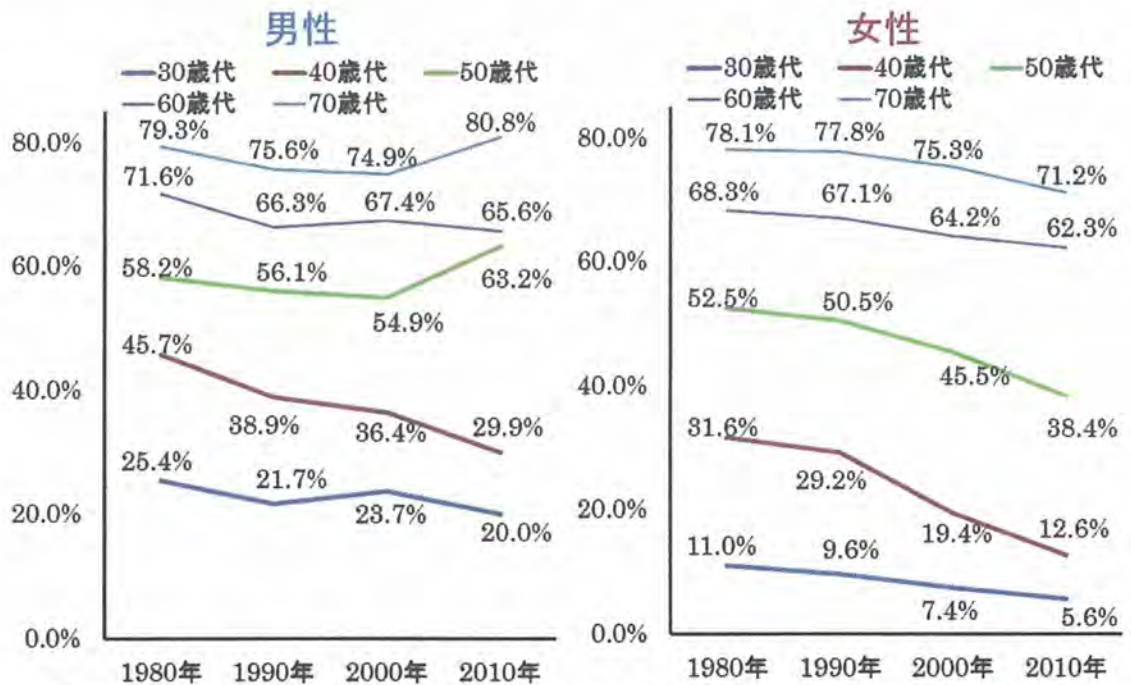 男性
30歳代 40歳代 50歳代
60歳代 70歳代
80.0%
60.0%
40.0%
20.0%
0.0%
79.3% 75.6% 74.9% 80.8%
71.6% 66.3% 67.4% 65.6%
58.2% 56.1% 54.9% 63.2%
45.7% 38.9% 36.4% 29.9%
25.4% 21.7% 23.7% 20.0%
1980年 1990年 2000年 2010年
女性
30歳代 40歳代 50歳代
60歳代 70歳代
80.0%
60.0%
40.0%
20.0%
0.0%
78.1% 77.8% 75.3% 71.2%
68.3% 67.1% 64.2% 62.3%
52.5% 50.5% 45.5% 38.4%
31.6% 29.2% 19.4% 12.6%
11.0% 9.6% 7.4% 5.6%
1980年 1990年 2000年 2010年